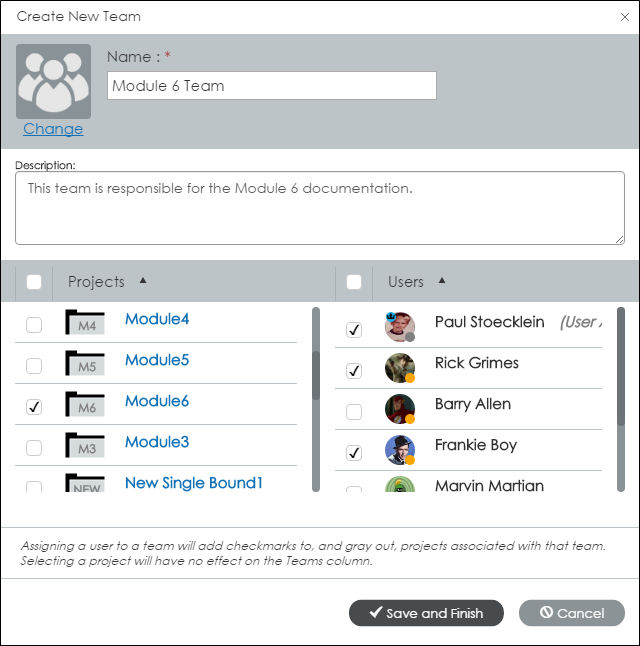 Create New Team
Name : *
Module 6 Team
Change
Description:
This team is responsible for the Module 6 documentation.
Projects
Users
M4 Module4
M5 Module5
M6 Module6
M3 Module3
NEW New Single Bound1
Paul Stoecklein (User
Rick Grimes
Barry Allen
Frankie Boy
Marvin Martian
Assigning a user to a team will add checkmarks to, and gray out, projects associated with that team.
Selecting a project will have no effect on the Teams column.
Save and Finish
Cancel